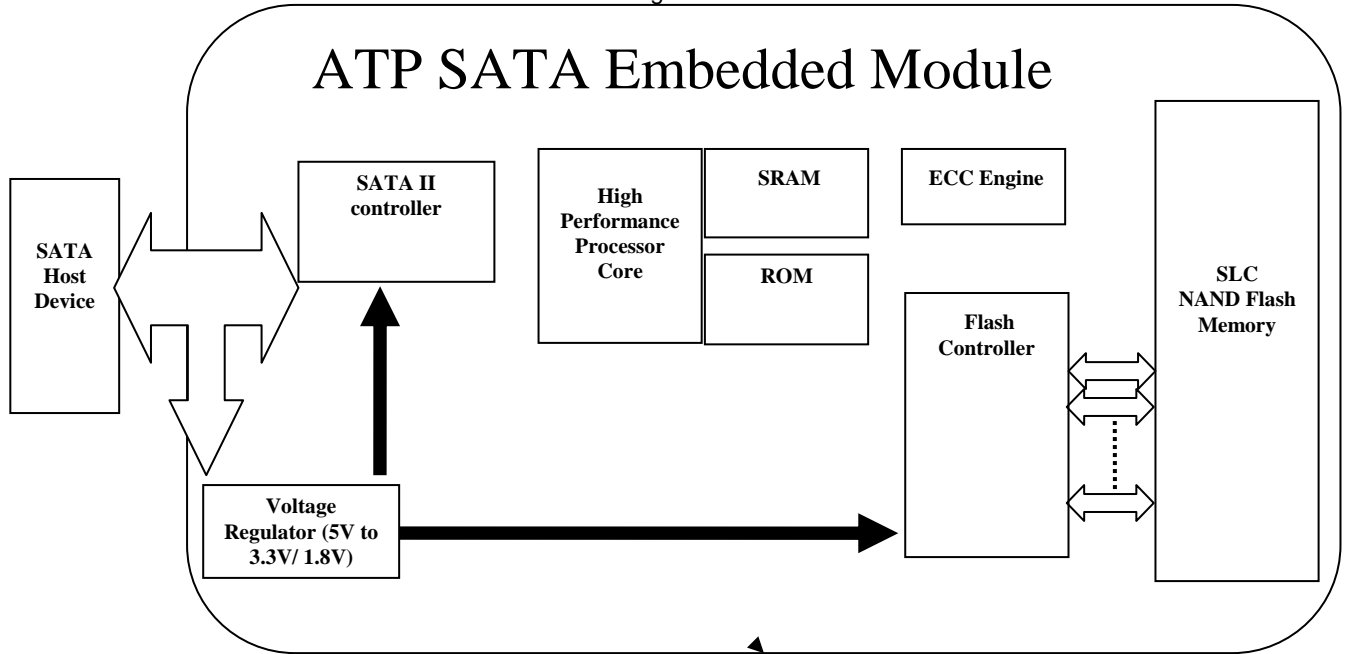 ATP SATA Embedded Module
SATA
Host
Device
SATA II
controller
High
Performance
Processor
Core
SRAM
ROM
ECC Engine
Flash
Controller
SLC
NAND Flash
Memory
Voltage
Regulator (5V to
3.3V/ 1.8V)